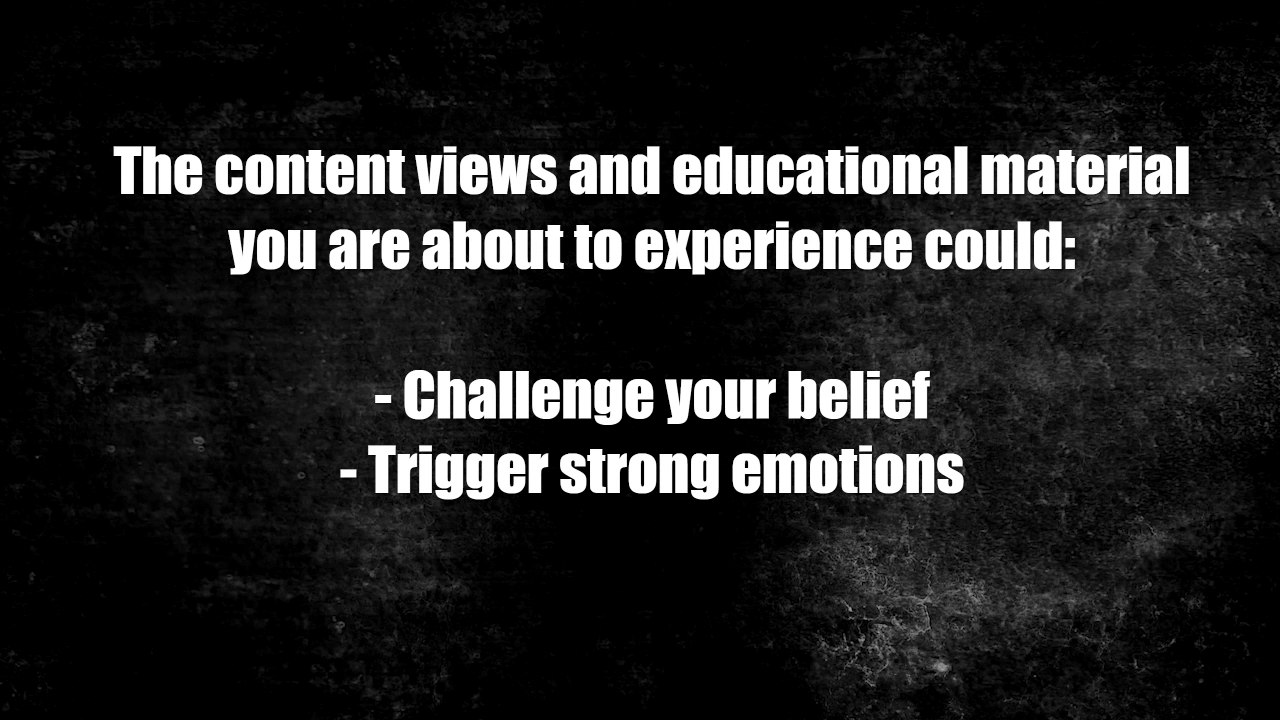 The content views and educational material
you are about to experience could:
- Challenge your belief
- Trigger strong emotions